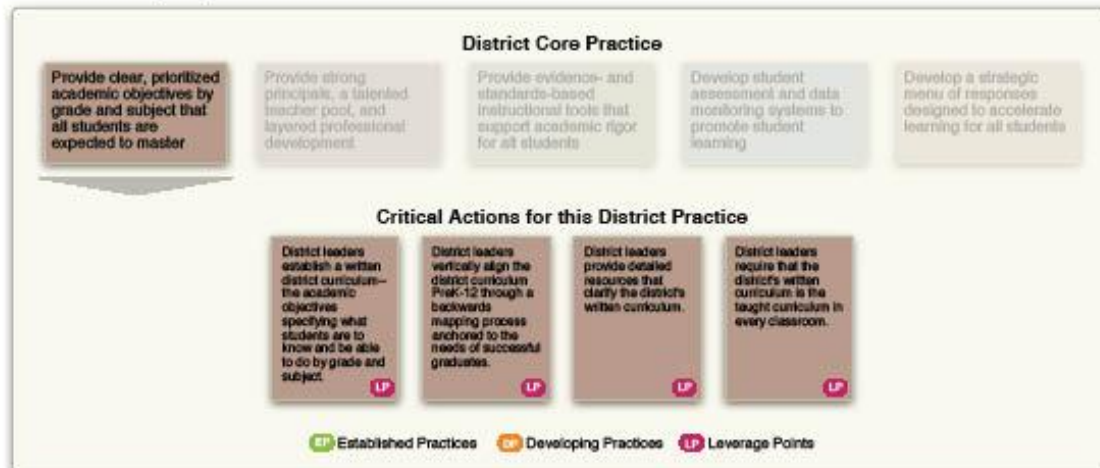 District Core Practice
Provide clear, prioritized
academic objectives by
grade and subject that
all students are
expected to master
Provide strong
principals, a talented
teacher pool, and
layered professional
development
Provide evidence- and
standards-based
instructional tools that
support academic rigor
for all students
Develop student
assessment and data
monitoring systems to
promote student
learning
Develop a strategic
menu of responses
designed to accelerate
learning for all students
Critical Actions for this District Practice
District leaders
establish a written
district curriculum–
the academic
objectives
specifying what
students are to
know and be able
to do by grade and
subject.
LP
District leaders
vertically align the
district curriculum
PreK-12 through a
backwards
mapping process
anchored to the
needs of successful
graduates.
LP
District leaders
provide detailed
resources that
clarify the district's
written curriculum.
LP
District leaders
require that the
district's written
curriculum is the
taught curriculum in
every classroom.
LP
EP Established Practices
DP Developing Practices
LP Leverage Points